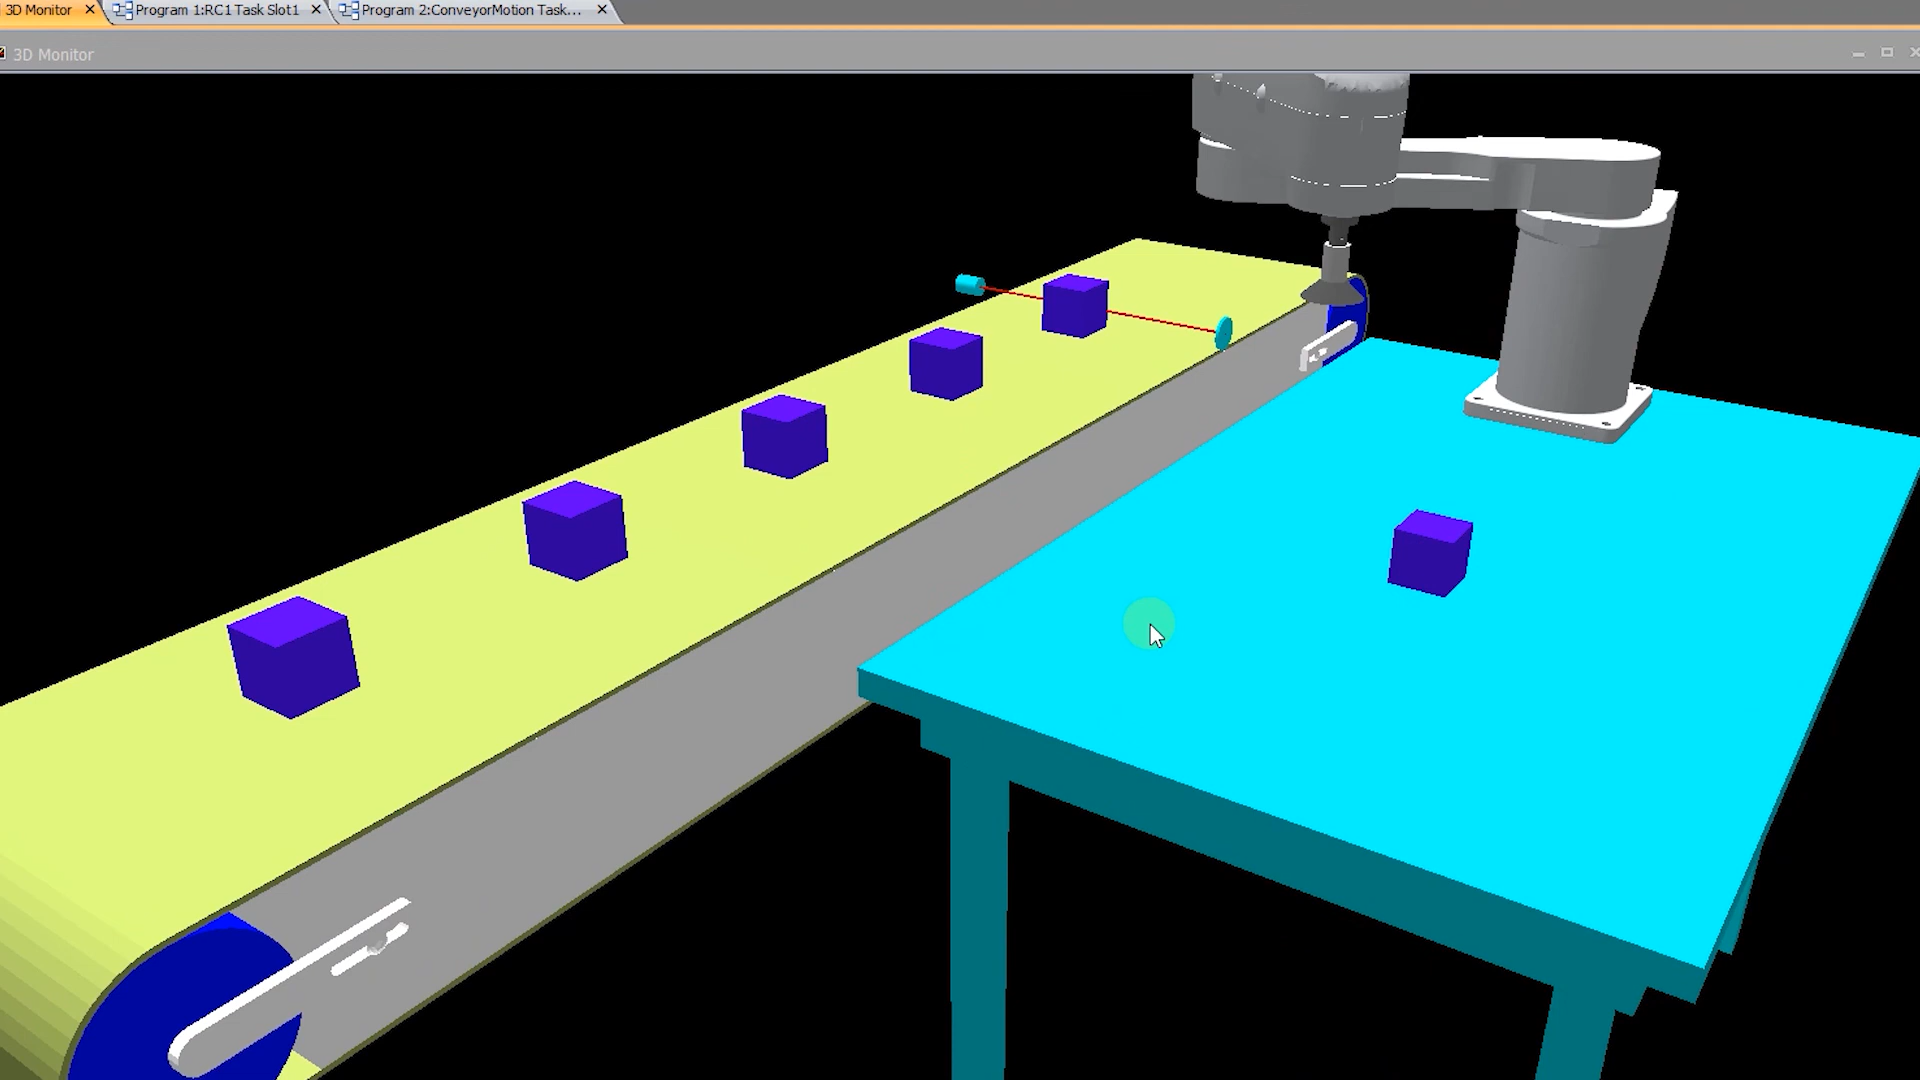 3D Monitor
Program 1:RC1 Task Slot1
Program 2:ConveyorMotion Task...
3D Monitor